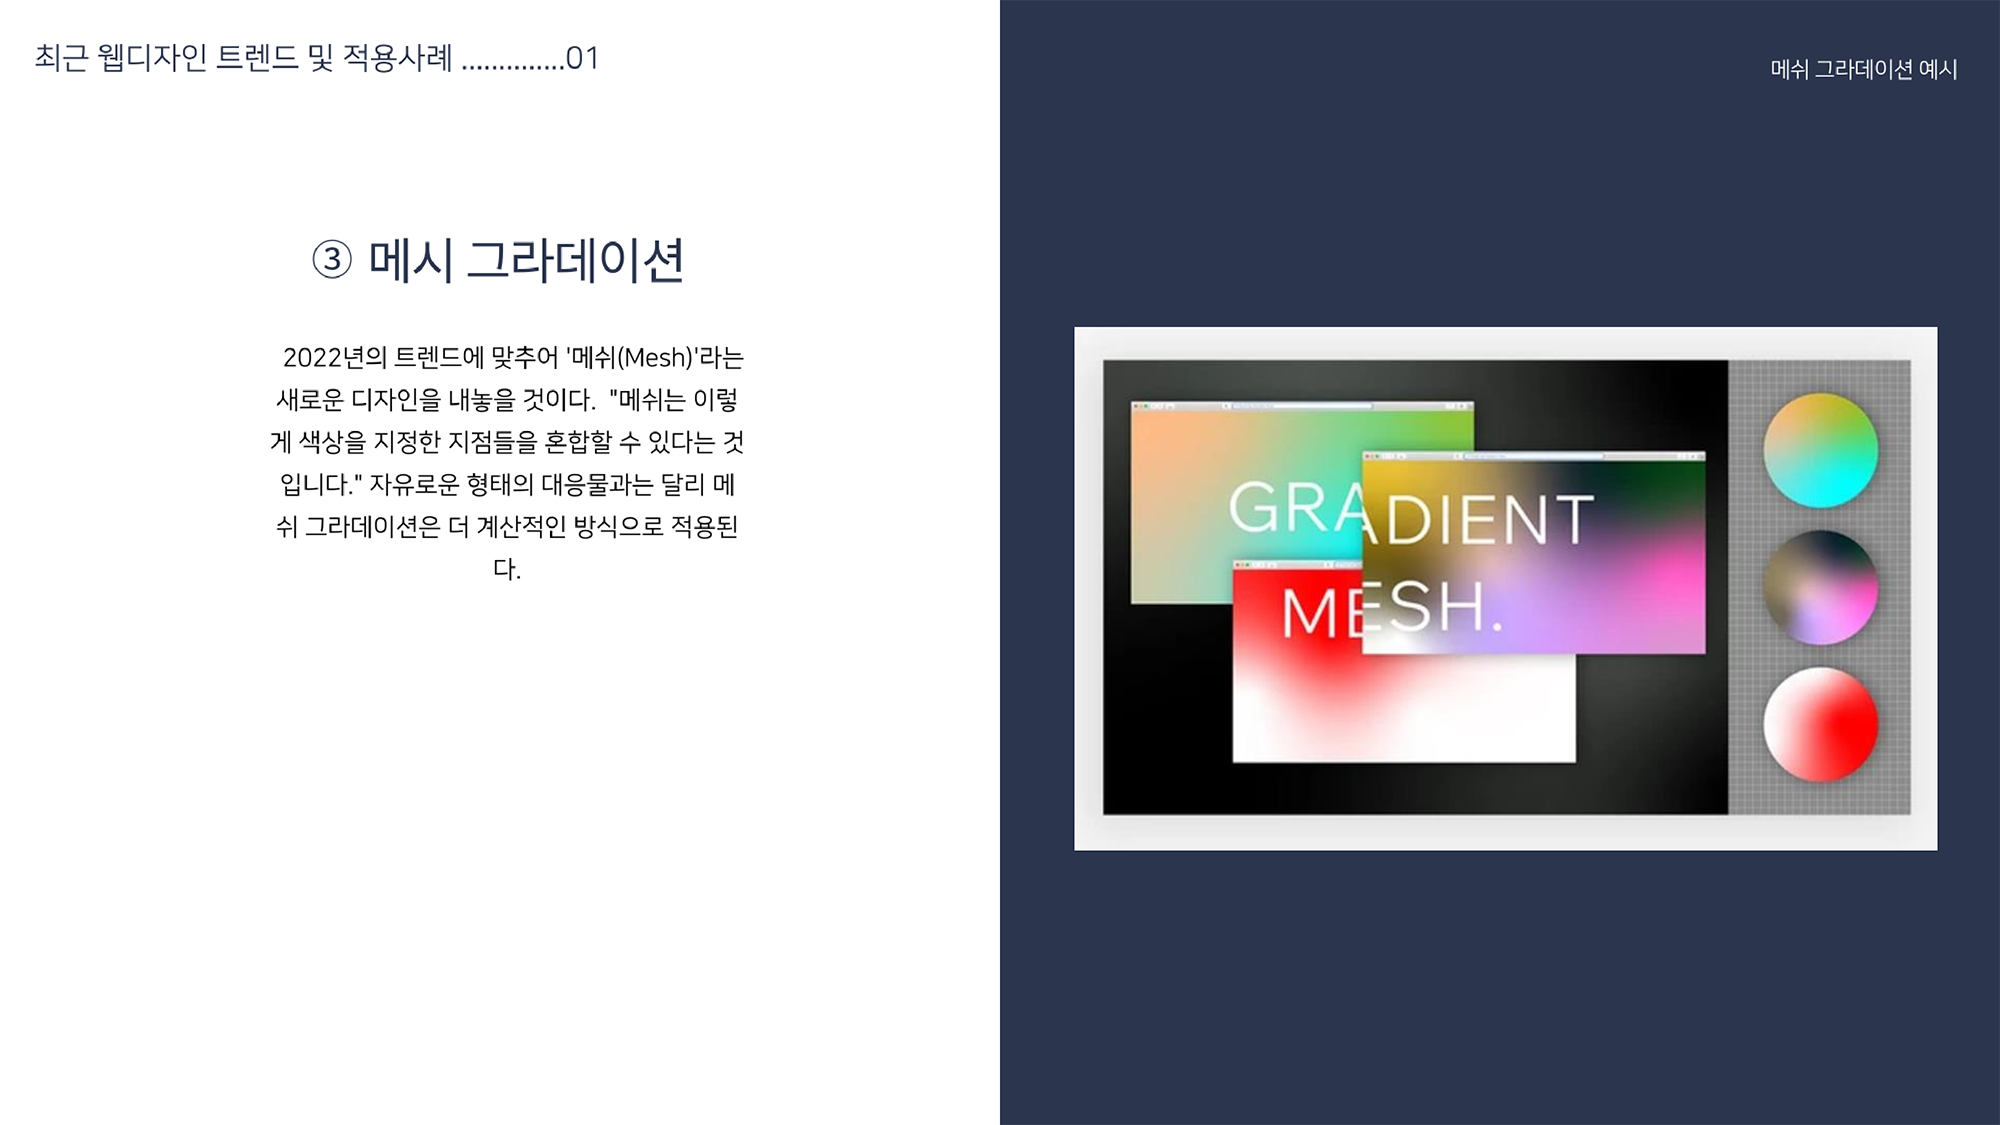 최근 웹디자인 트렌드 및 적용사례 ..............01
메쉬 그라데이션 예시
③ 메시 그라데이션
2022년의 트렌드에 맞추어 '메쉬(Mesh)'라는
새로운 디자인을 내놓을 것이다. "메쉬는 이렇
게 색상을 지정한 지점들을 혼합할 수 있다는 것
입니다." 자유로운 형태의 대응물과는 달리 메
쉬 그라데이션은 더 계산적인 방식으로 적용된
다.
GRADIENT
MESH.